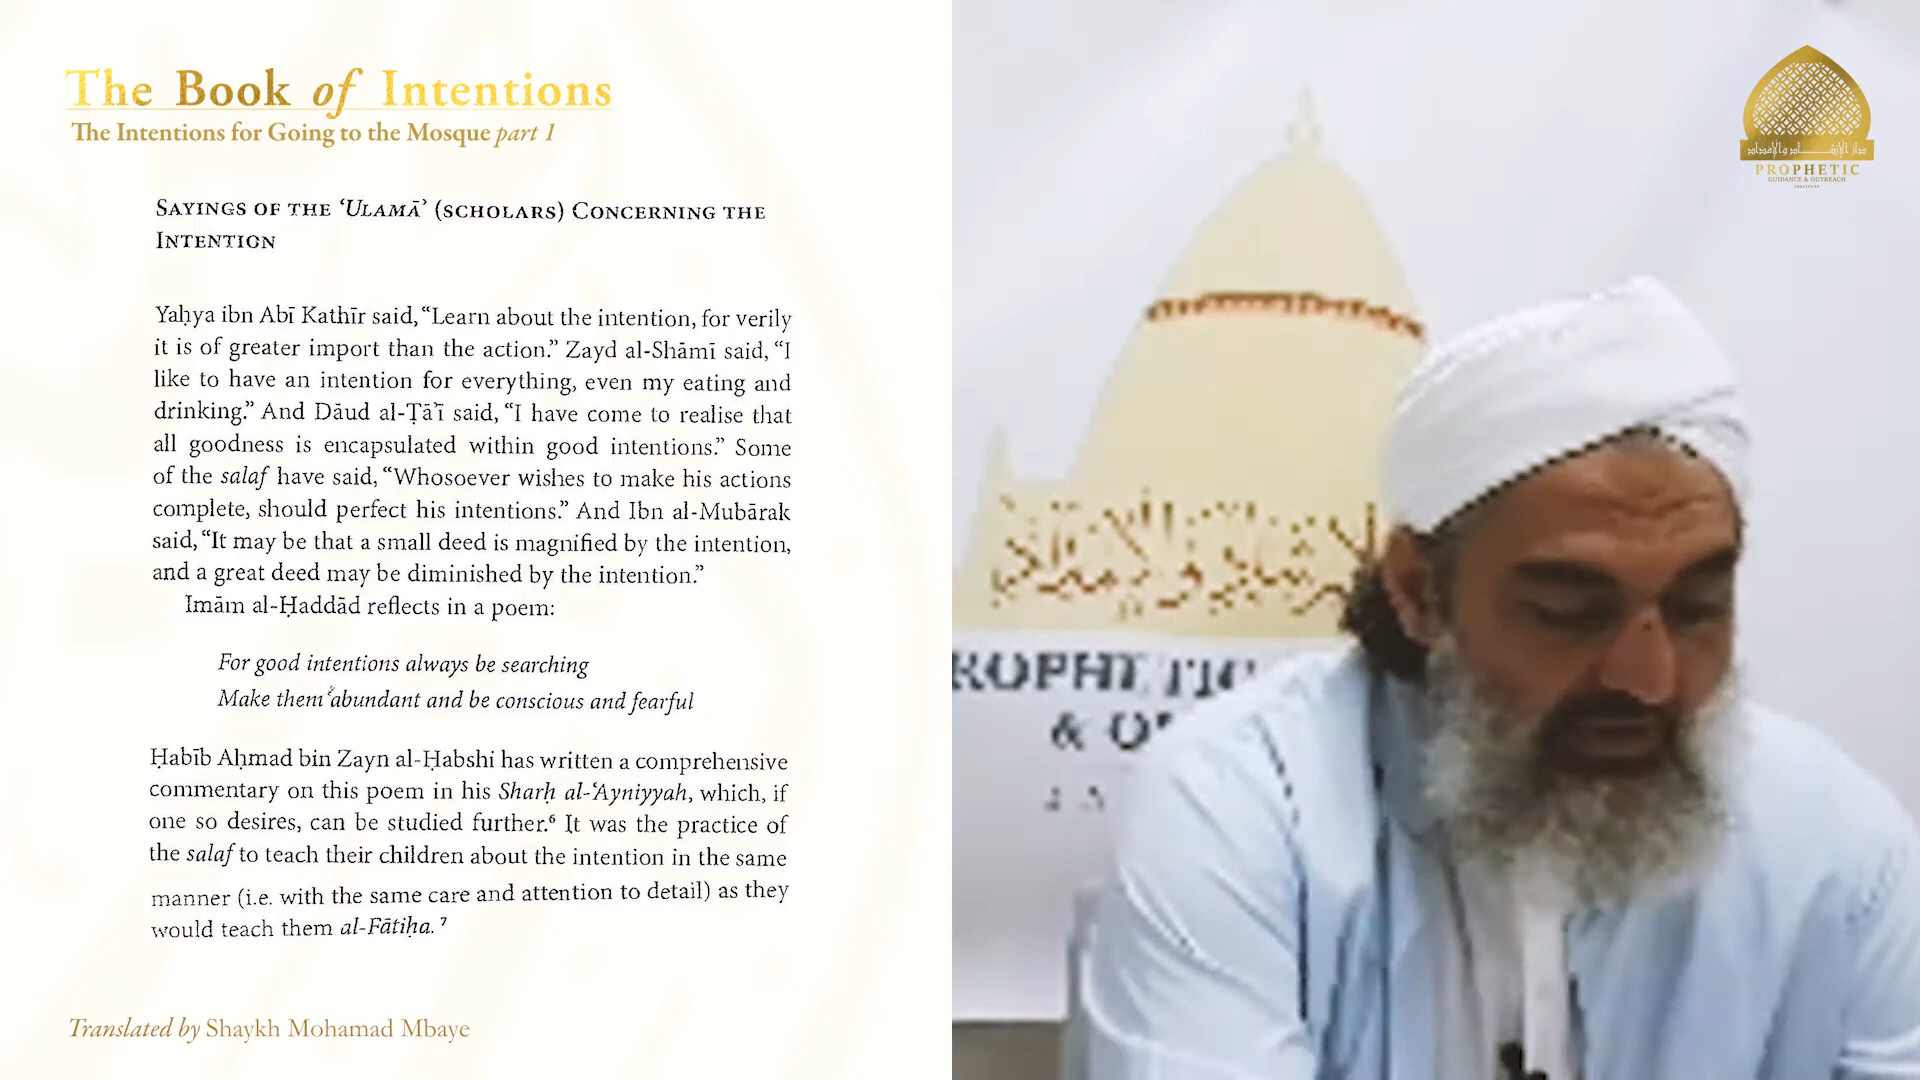 The Book of Intentions
The Intentions for Going to the Mosque part 1
Sayings of the ‘Ulamā’ (scholars) Concerning the
Intention
Yaḥya ibn Abī Kathīr said, “Learn about the intention, for verily
it is of greater import than the action.” Zayd al-Shāmī said, “I
like to have an intention for everything, even my eating and
drinking.” And Dāud al-Ṭā’ī said, “I have come to realise that
all goodness is encapsulated within good intentions.” Some
of the salaf have said, “Whosoever wishes to make his actions
complete, should perfect his intentions.” And Ibn al-Mubārak
said, “It may be that a small deed is magnified by the intention,
and a great deed may be diminished by the intention.”
Imām al-Ḥaddād reflects in a poem:
For good intentions always be searching
Make them abundant and be conscious and fearful
Ḥabīb Aḥmad bin Zayn al-Ḥabshi has written a comprehensive
commentary on this poem in his Sharḥ al-‘Ayniyyah, which, if
one so desires, can be studied further.⁶ It was the practice of
the salaf to teach their children about the intention in the same
manner (i.e. with the same care and attention to detail) as they
would teach them al-Fātiḥa.⁷
Translated by Shaykh Mohamad Mbaye
دار الإرشاد والإمداد
PROPHETIC
GUIDANCE & OUTREACH
INSTITUTE
ROPHETIC
& O